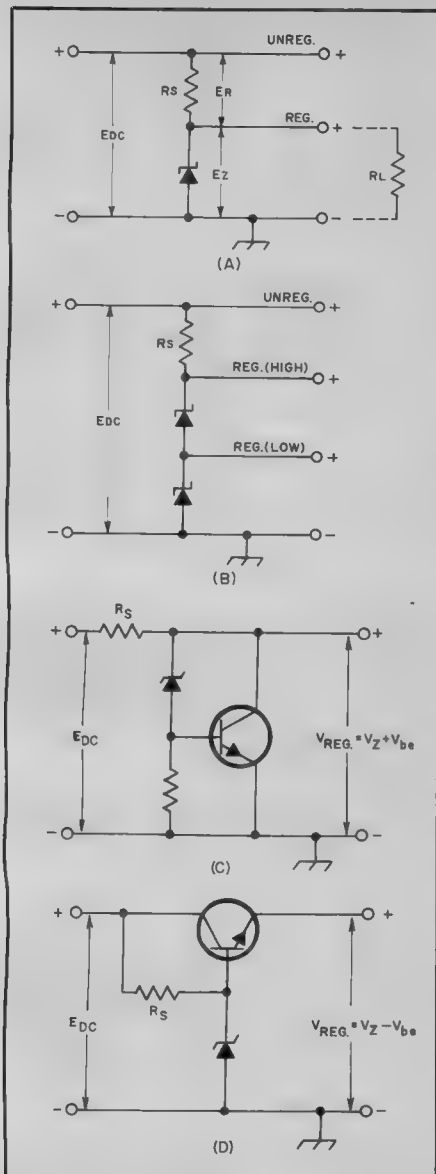 + UNREG. +
RS ER
EDC REG. +
EZ RL
- - 
(A)
+ UNREG. +
RS
REG.(HIGH) +
EDC
REG.(LOW) +
- -
(B)
RS
+ +
EDC VREG. = VZ + Vbe
- -
(C)
+ +
RS
EDC VREG. = VZ - Vbe
- -
(D)